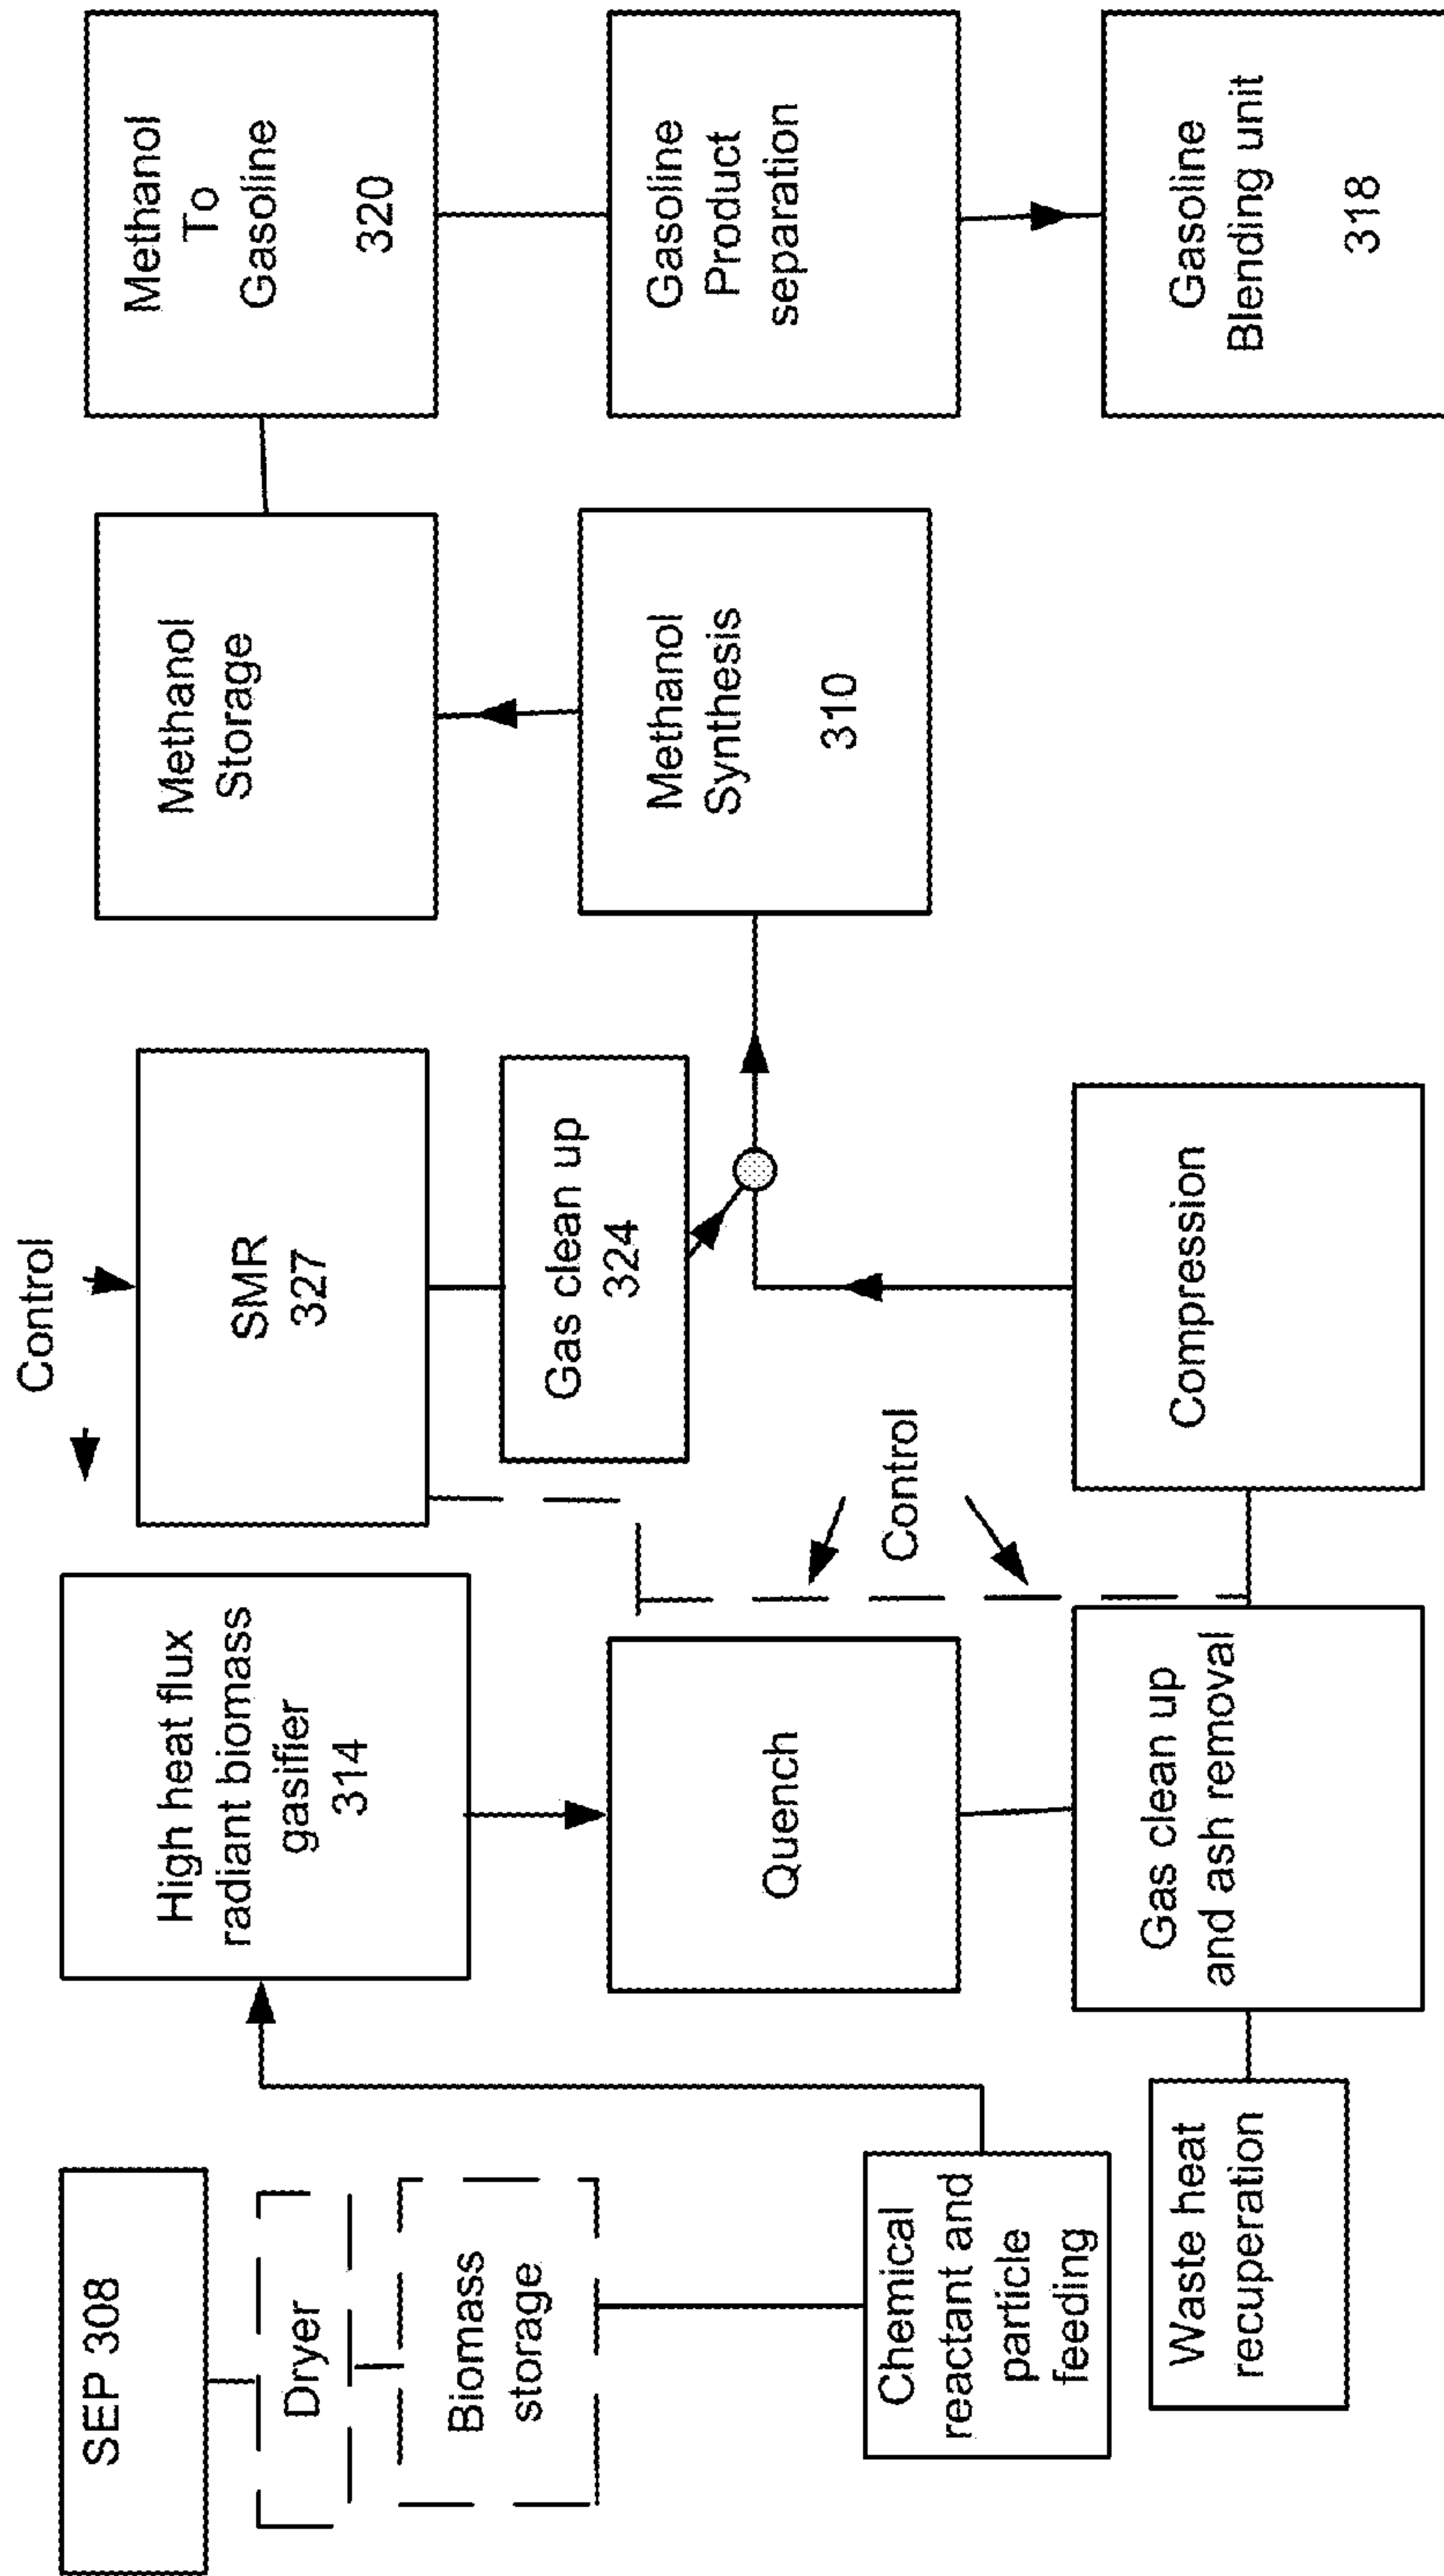 SEP 308
Dryer
Biomass
storage
Chemical
reactant and
particle
feeding
Waste heat
recuperation
High heat flux
radiant biomass
gasifier
314
Quench
Gas clean up
and ash removal
Control
SMR
327
Gas clean up
324
Control
Compression
Methanol
Storage
Methanol
Synthesis
310
Methanol
To
Gasoline
320
Gasoline
Product
separation
Gasoline
Blending unit
318